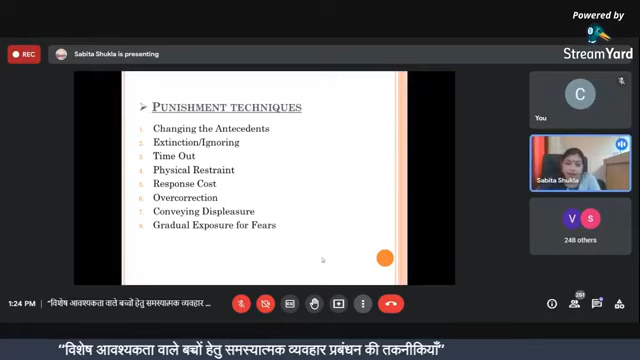 Powered by
StreamYard
REC
Sabita Shukla is presenting
➢ PUNISHMENT TECHNIQUES
1. Changing the Antecedents
2. Extinction/Ignoring
3. Time Out
4. Physical Restraint
5. Response Cost
6. Overcorrection
7. Conveying Displeasure
8. Gradual Exposure for Fears
C
You
Sabita Shukla
V S
248 others
1:24 PM | "विशेष आवश्यकता वाले बच्चों हेतु समस्यात्मक व्यवहार ...
251
“विशेष आवश्यकता वाले बच्चों हेतु समस्यात्मक व्यवहार प्रबंधन की तकनीकियाँ”